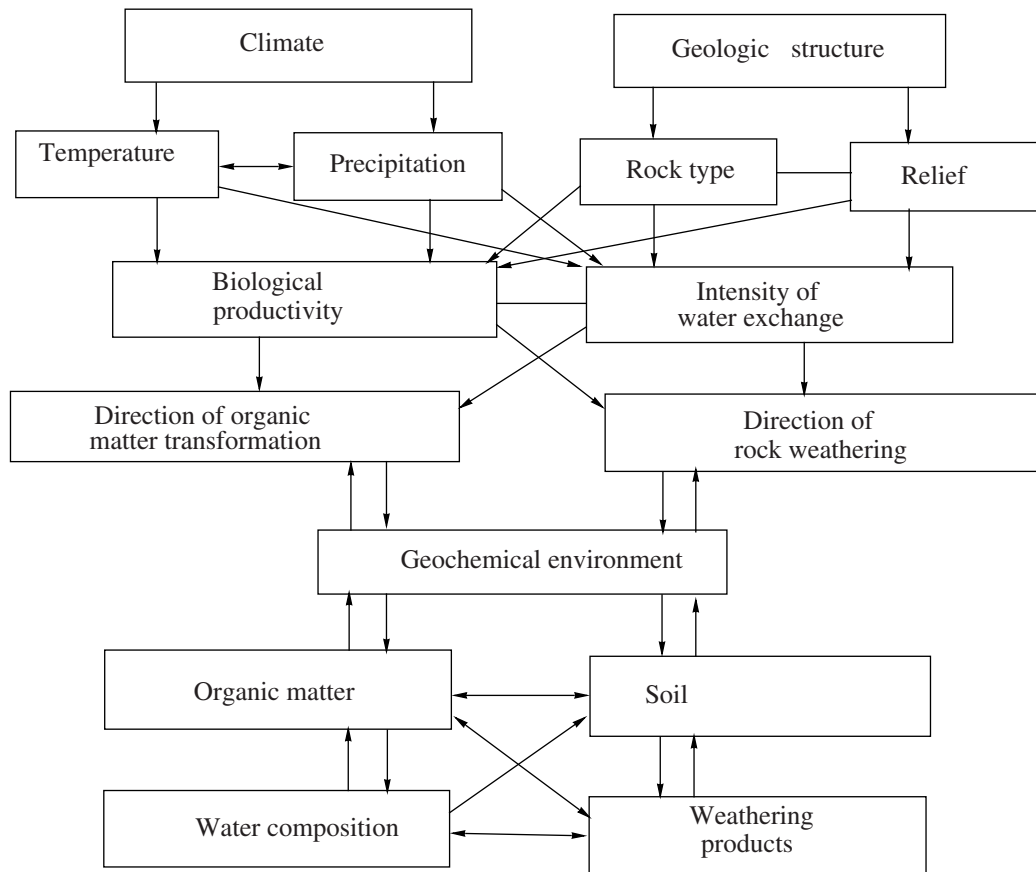 Climate
Geologic structure
Temperature
Precipitation
Rock type
Relief
Biological
productivity
Intensity of
water exchange
Direction of organic
matter transformation
Direction of
rock weathering
Geochemical environment
Organic matter
Soil
Water composition
Weathering
products